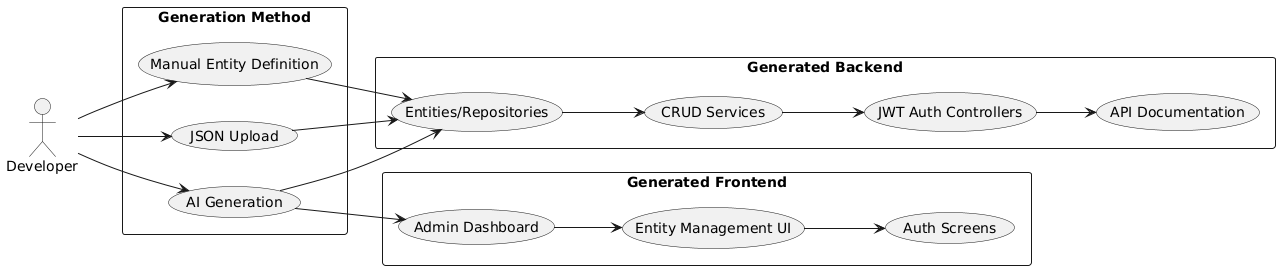 Generation Method
Manual Entity Definition
JSON Upload
AI Generation
Developer
Generated Backend
Entities/Repositories
CRUD Services
JWT Auth Controllers
API Documentation
Generated Frontend
Admin Dashboard
Entity Management UI
Auth Screens